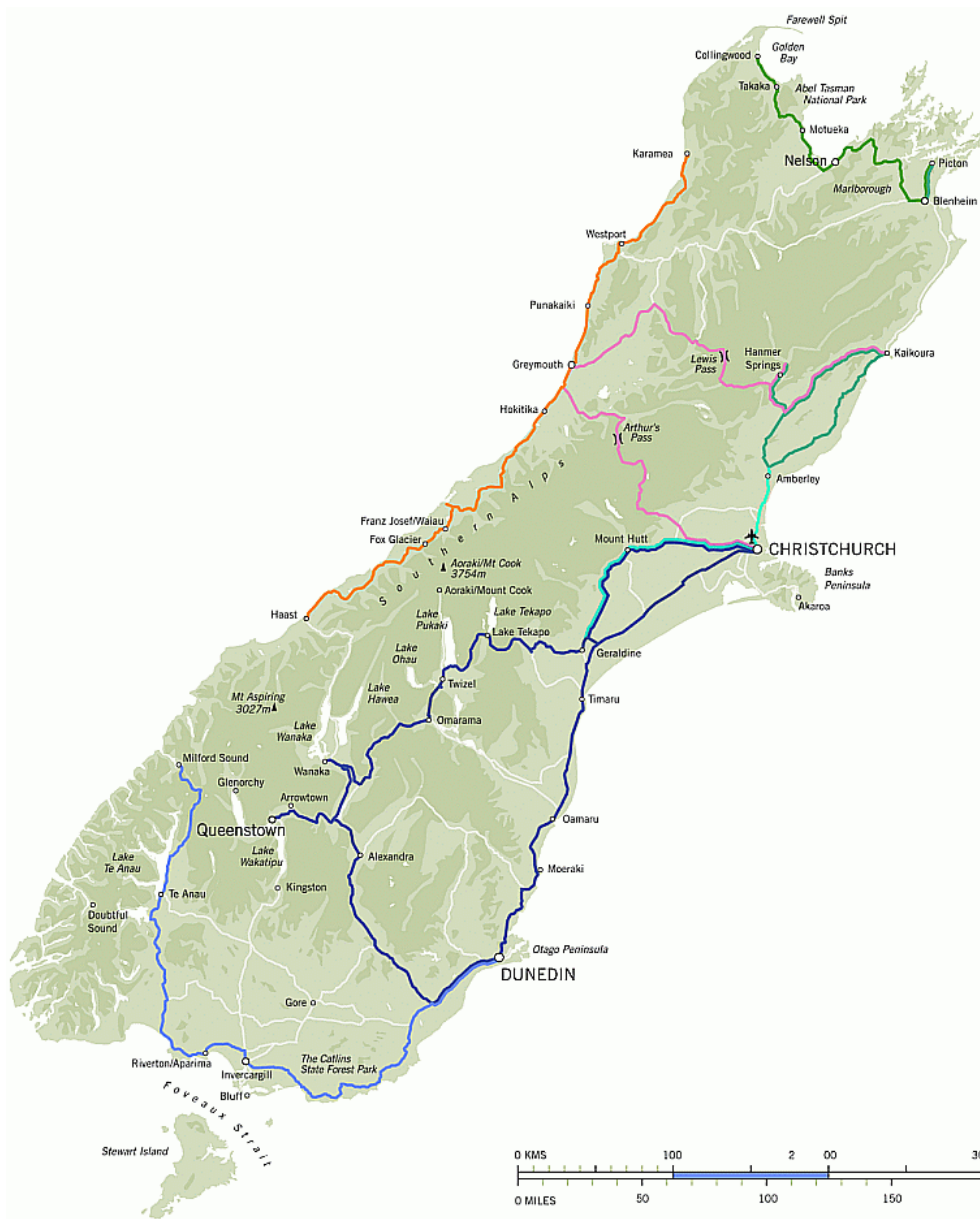 Farewell Spit
Collingwood
Golden
Bay
Takaka
Abel Tasman
National Park
Motueka
Karamea
Nelson
Picton
Marlborough
Blenheim
Westport
Punakaiki
Greymouth
Lewis
Pass
Hanmer
Springs
Kaikoura
Hokitika
Arthur's
Pass
Amberley
Southern Alps
Franz Josef/Waiau
Fox Glacier
Mount Hutt
CHRISTCHURCH
Aoraki/Mt Cook
3754m
Banks
Peninsula
Aoraki/Mount Cook
Akaroa
Haast
Lake
Pukaki
Lake Tekapo
Lake Tekapo
Lake
Ohau
Geraldine
Twizel
Lake
Hawea
Mt Aspiring
3027m
Timaru
Omarama
Lake
Wanaka
Milford Sound
Wanaka
Glenorchy
Arrowtown
Queenstown
Oamaru
Lake
Wakatipu
Alexandra
Lake
Te Anau
Moeraki
Kingston
Te Anau
Doubtful
Sound
Otago Peninsula
DUNEDIN
Gore
The Catlins
State Forest Park
Riverton/Aparima
Invercargill
Bluff
Foveaux Strait
Stewart Island
0 KMS 100 2 00 30
0 MILES 50 100 150